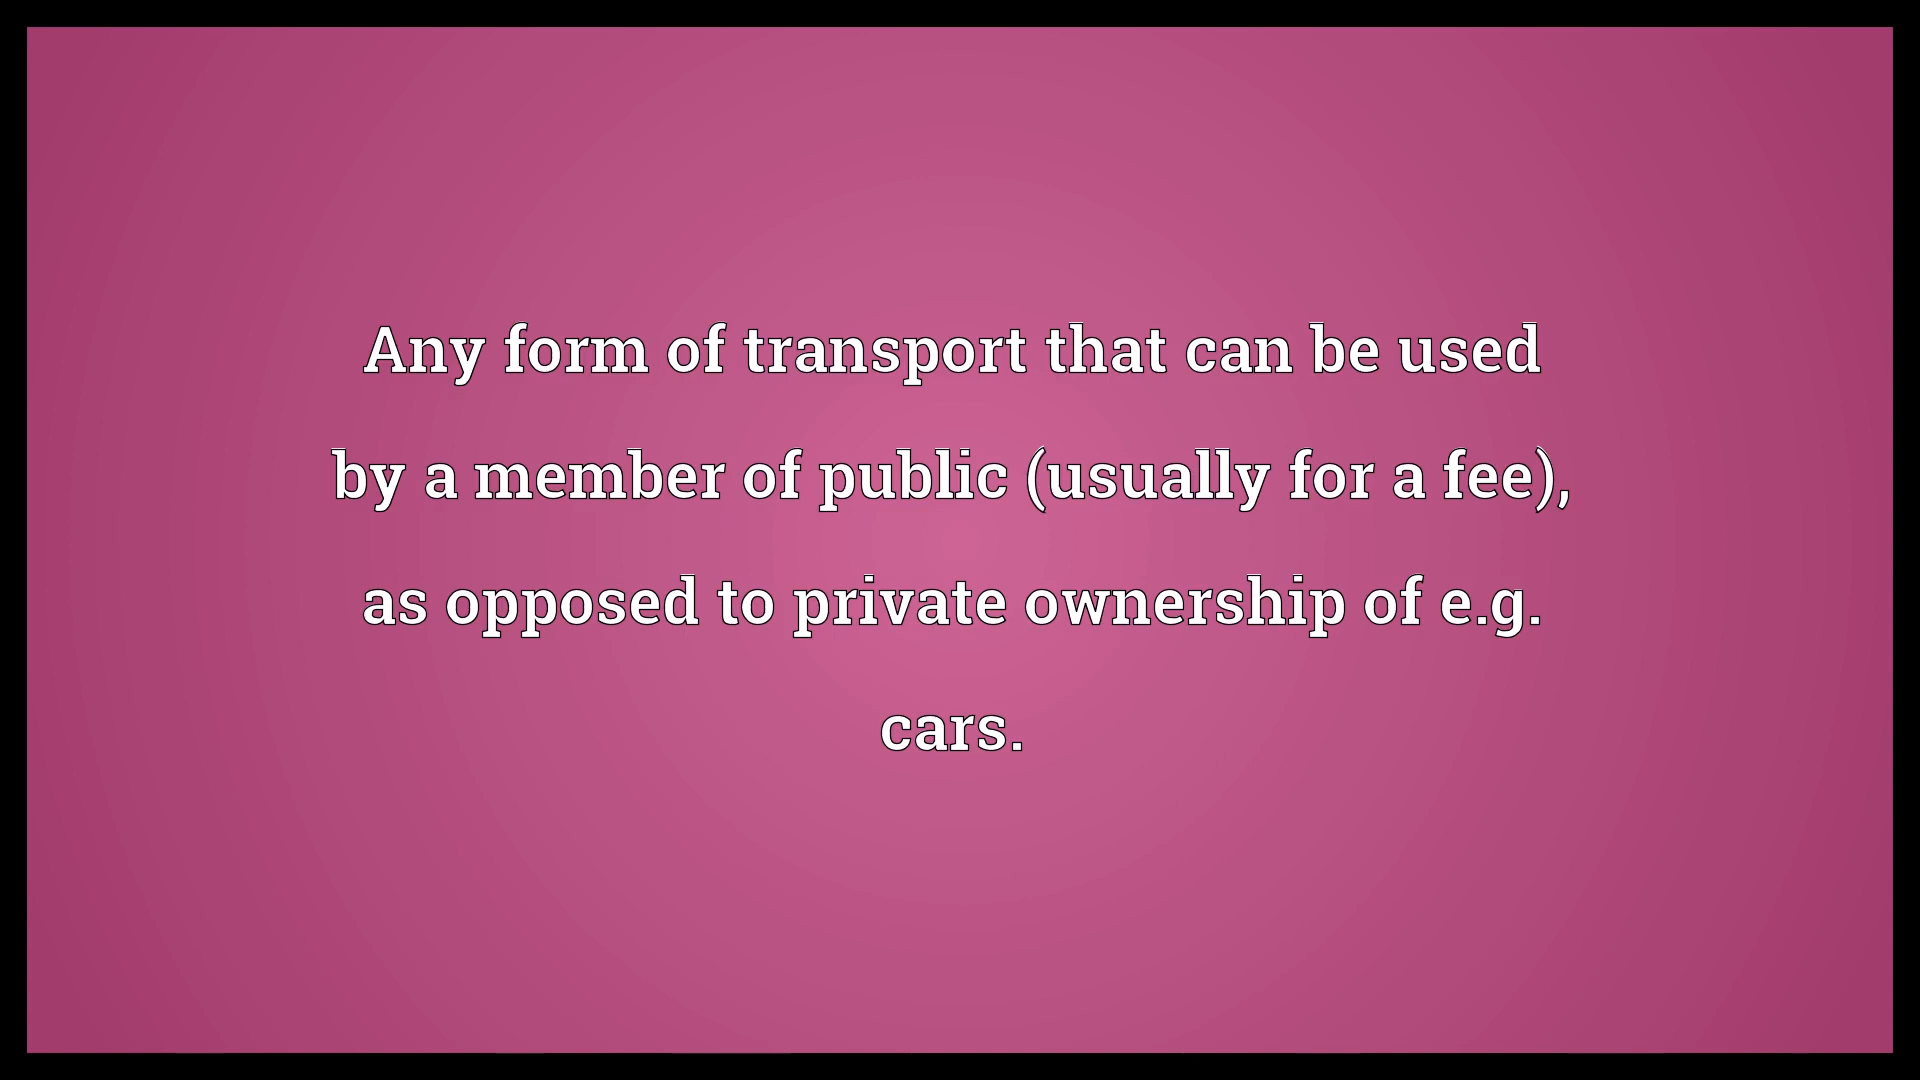 Any form of transport that can be used
by a member of public (usually for a fee),
as opposed to private ownership of e.g.
cars.